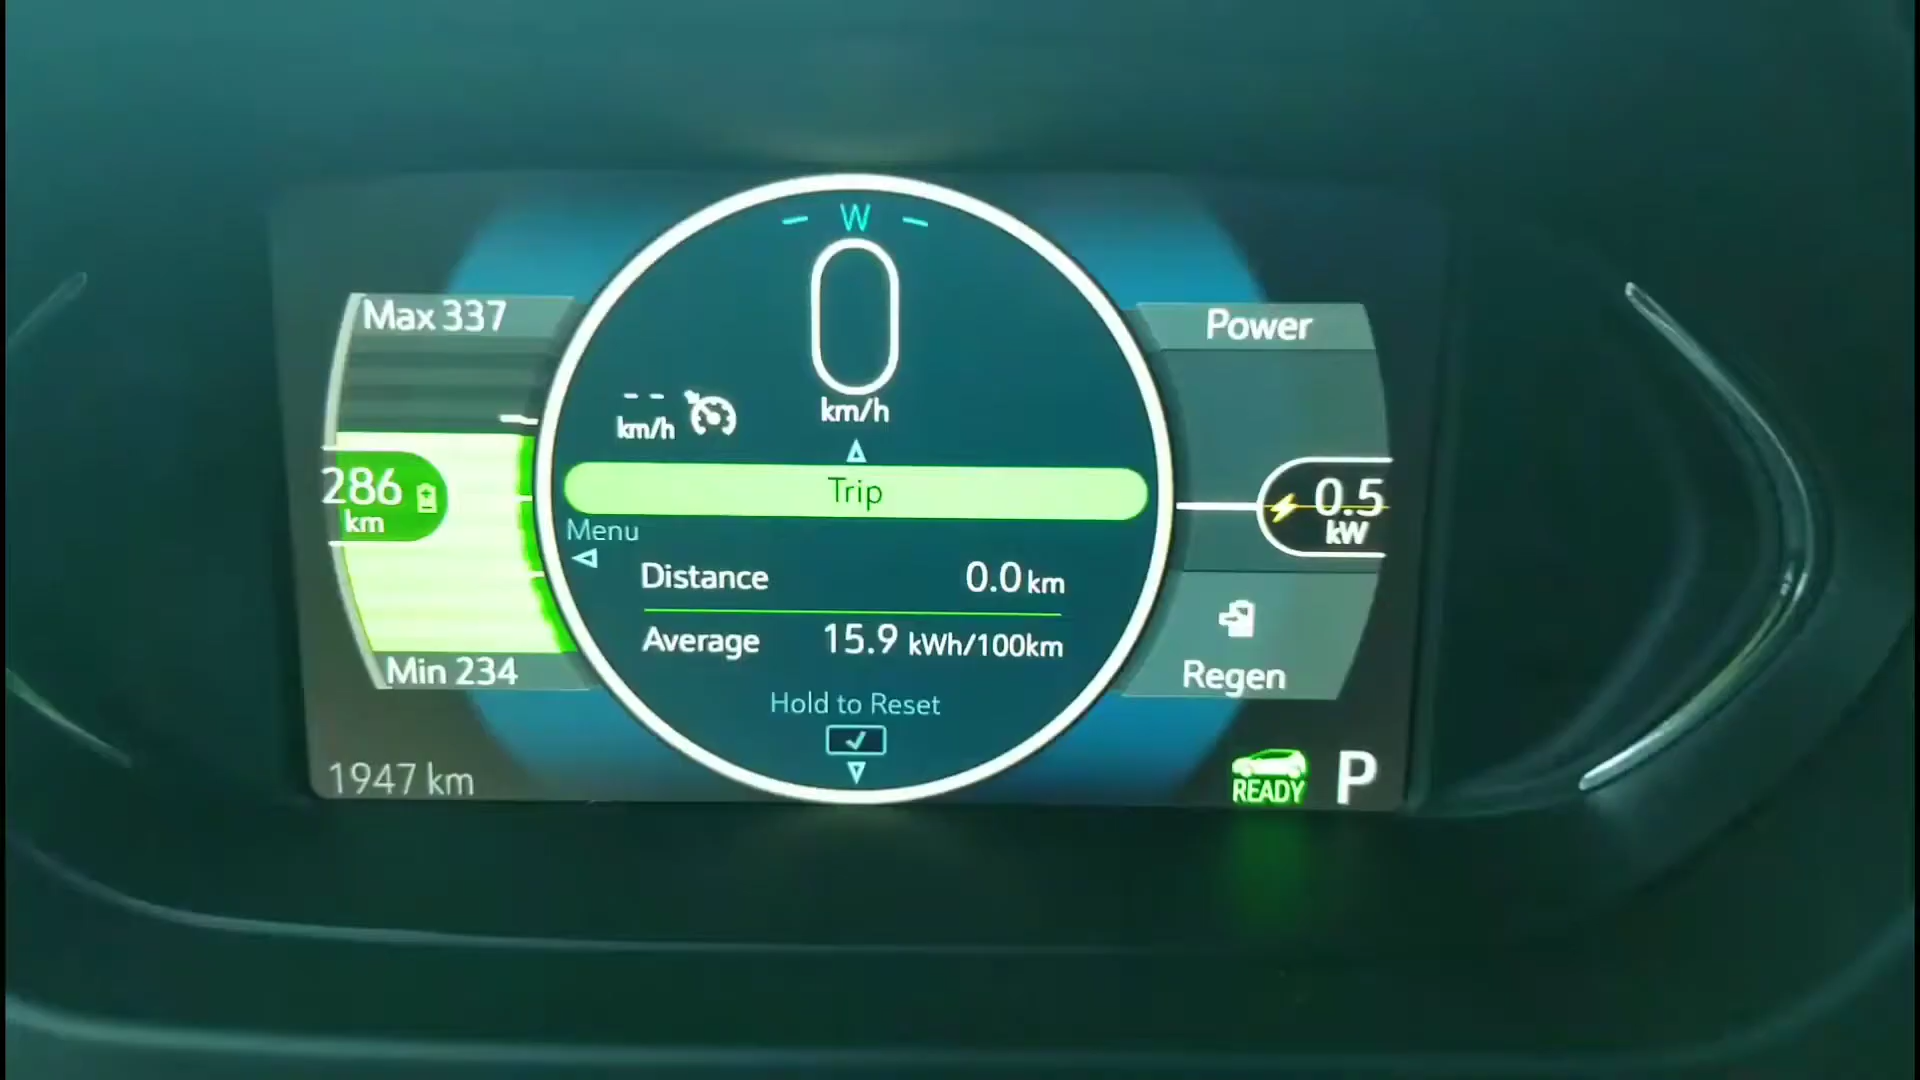 W
0
km/h
-- km/h
Max 337
286
km
Min 234
1947 km
Trip
Menu
Distance 0.0 km
Average 15.9 kWh/100km
Hold to Reset
Power
0.5
kW
Regen
READY
P